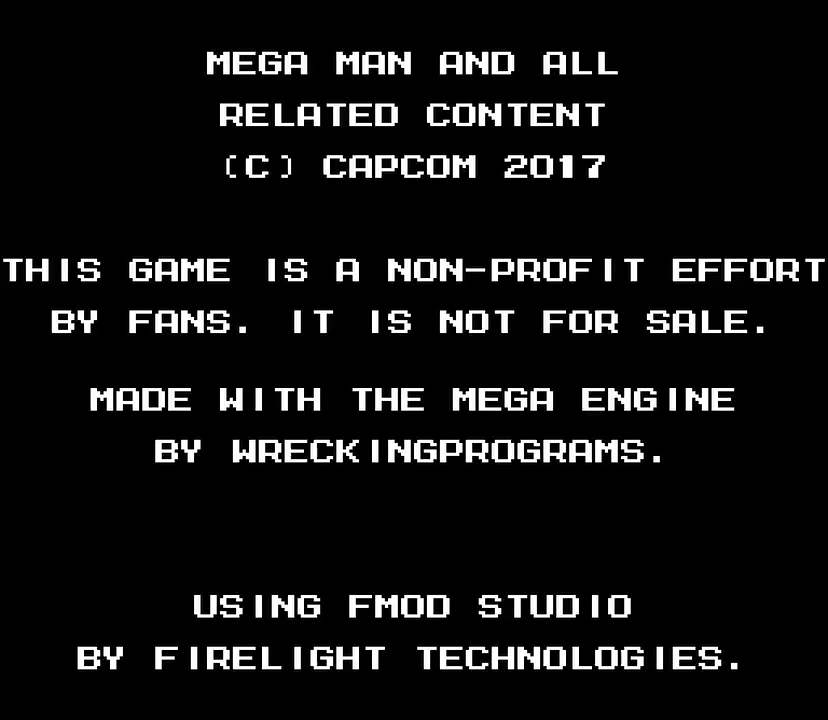 MEGA MAN AND ALL
RELATED CONTENT
(C) CAPCOM 2017
THIS GAME IS A NON-PROFIT EFFORT
BY FANS. IT IS NOT FOR SALE.
MADE WITH THE MEGA ENGINE
BY WRECKINGPROGRAMS.
USING FMOD STUDIO
BY FIRELIGHT TECHNOLOGIES.